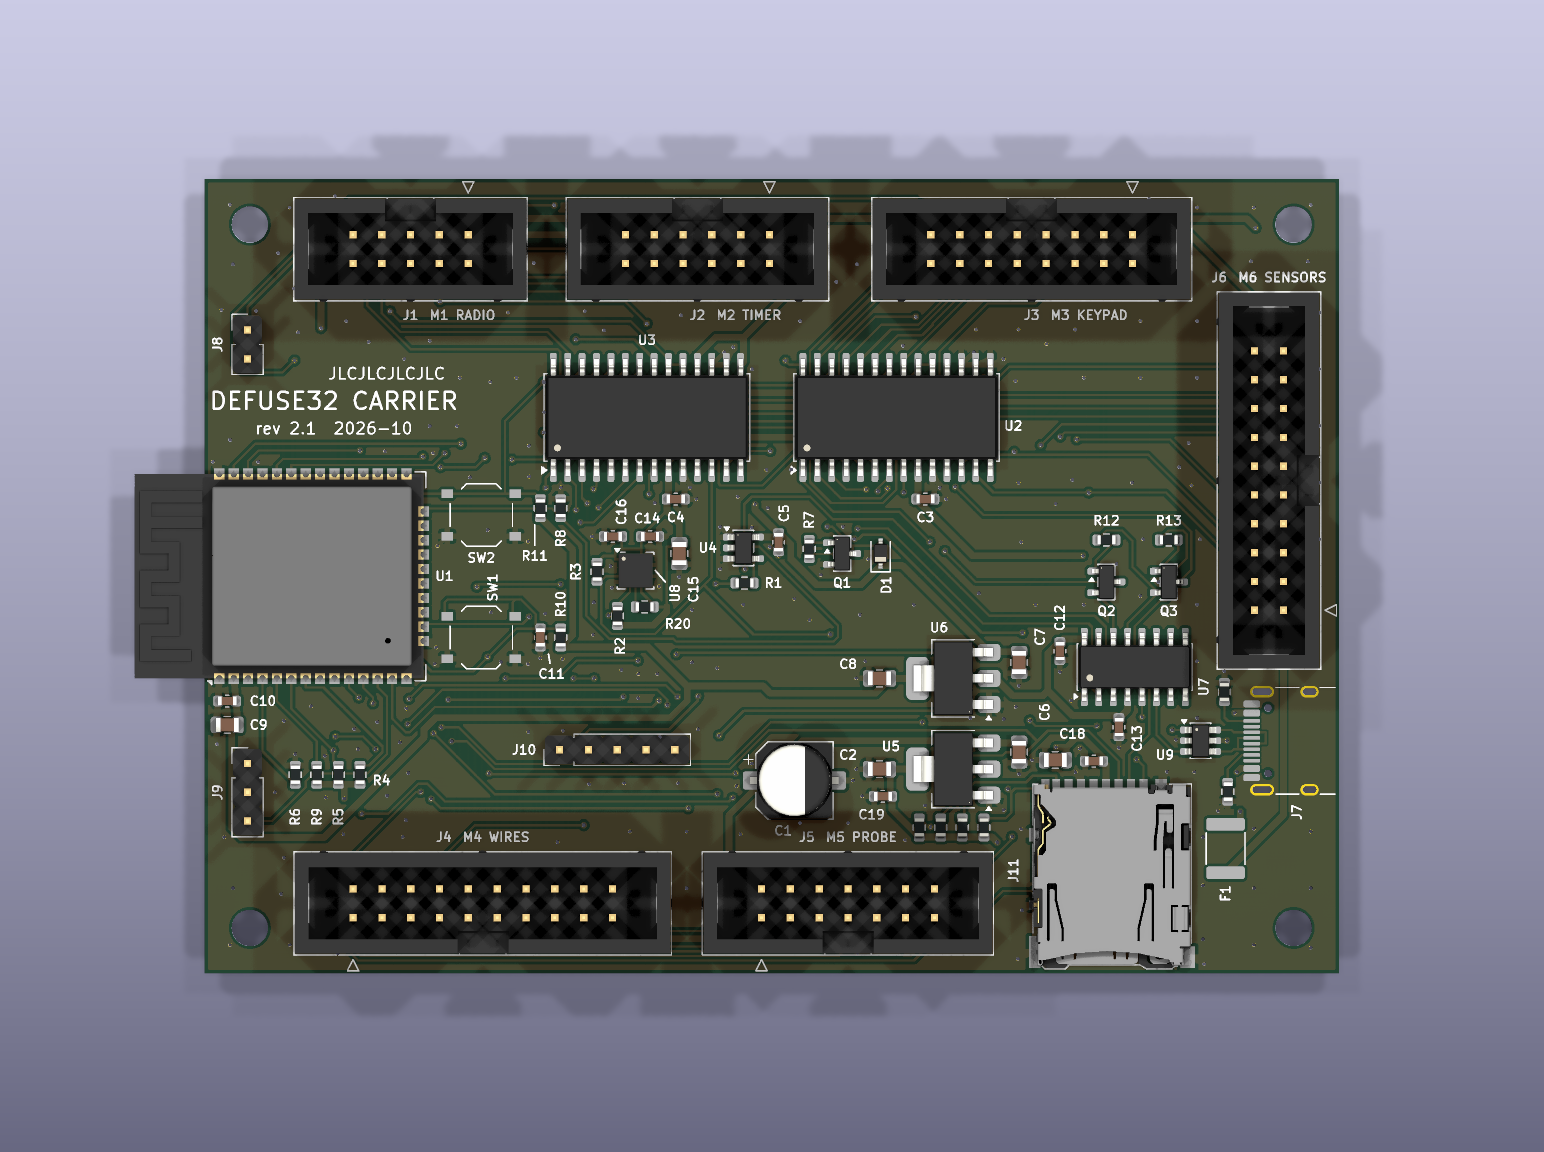 J6 M6 SENSORS
J1 M1 RADIO
J2 M2 TIMER
J3 M3 KEYPAD
J8
U3
JLCJLCJLCJLC
DEFUSE32 CARRIER
rev 2.1 2026-10
U2
C16
C14
C4
C5
R7
C3
R12
R13
SW2
R11
R8
U4
U1
SW1
R3
U8
C15
R1
Q1
D1
Q2
Q3
R10
R2
R20
C12
U6
C7
C11
C8
U7
C10
C9
C6
C18
C13
J10
C2
U5
U9
J9
R4
R6
R9
R5
C19
J7
C1
J4 M4 WIRES
J5 M5 PROBE
J11
F1